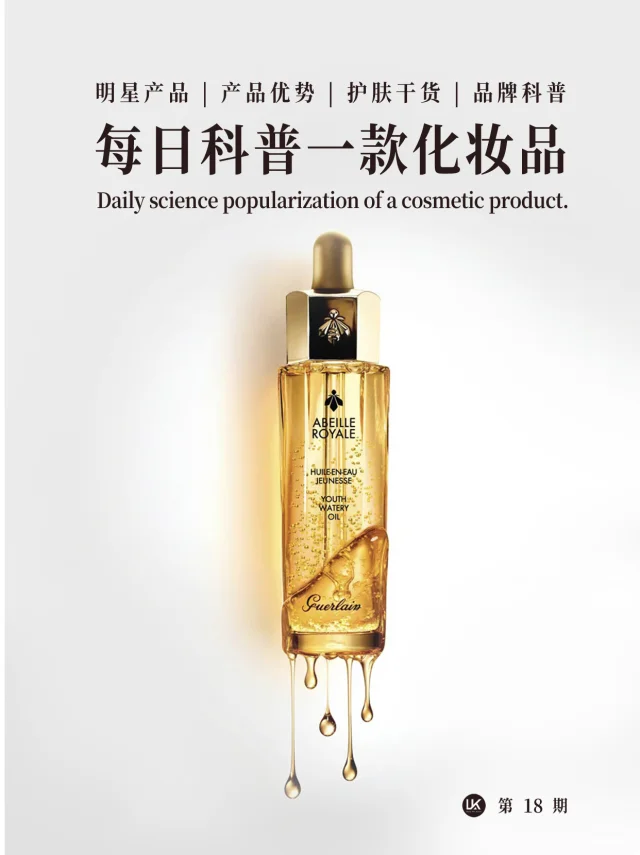 明星产品 | 产品优势 | 护肤干货 | 品牌科普
每日科普一款化妆品
Daily science popularization of a cosmetic product.
ABEILLE
ROYALE
HUILE-EN-EAU
JEUNESSE
YOUTH
WATERY
OIL
Guerlain
UK 第 18 期